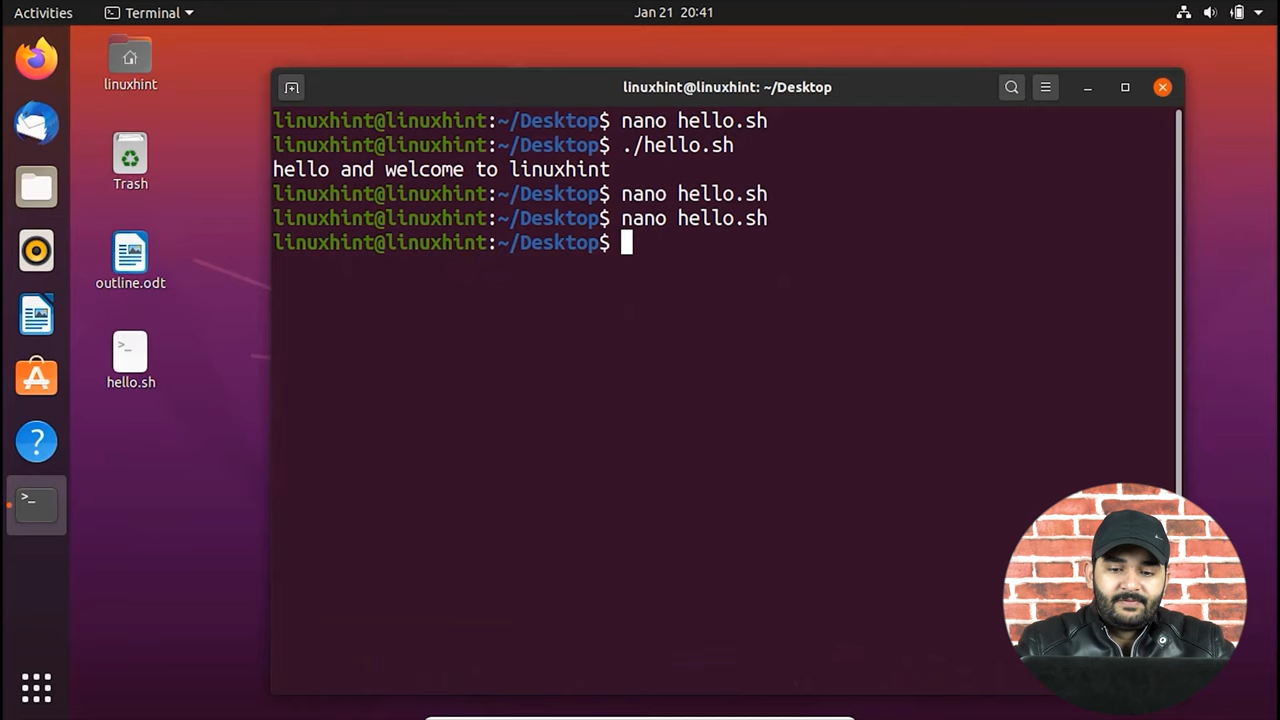 Activities
Terminal
Jan 21 20:41
linuxhint
Trash
outline.odt
hello.sh
linuxhint@linuxhint: ~/Desktop
linuxhint@linuxhint:~/Desktop$ nano hello.sh
linuxhint@linuxhint:~/Desktop$ ./hello.sh
hello and welcome to linuxhint
linuxhint@linuxhint:~/Desktop$ nano hello.sh
linuxhint@linuxhint:~/Desktop$ nano hello.sh
linuxhint@linuxhint:~/Desktop$